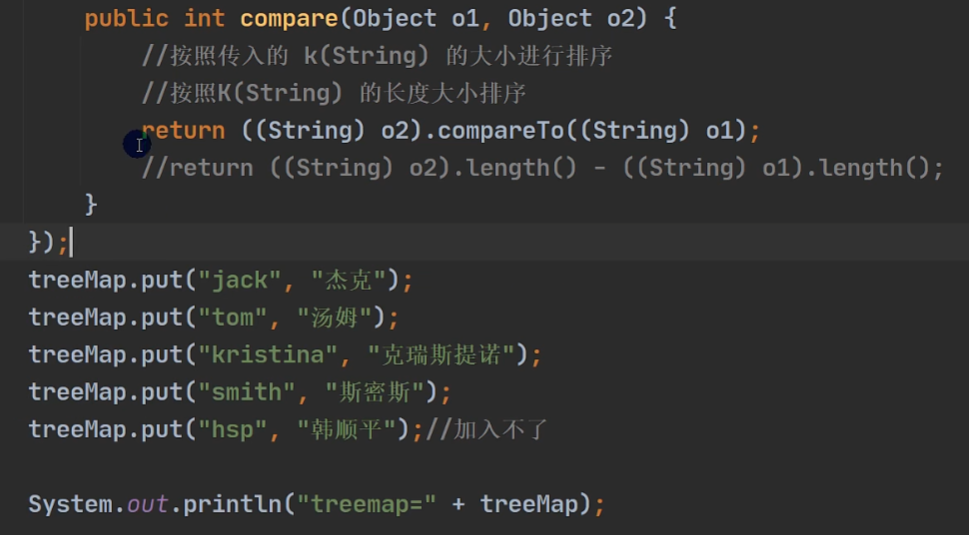 public int compare(Object o1, Object o2) {
//按照传入的 k(String) 的大小进行排序
//按照K(String) 的长度大小排序
return ((String) o2).compareTo((String) o1);
//return ((String) o2).length() - ((String) o1).length();
}
});
treeMap.put("jack", "杰克");
treeMap.put("tom", "汤姆");
treeMap.put("kristina", "克瑞斯提诺");
treeMap.put("smith", "斯密斯");
treeMap.put("hsp", "韩顺平");//加入不了
System.out.println("treemap=" + treeMap);